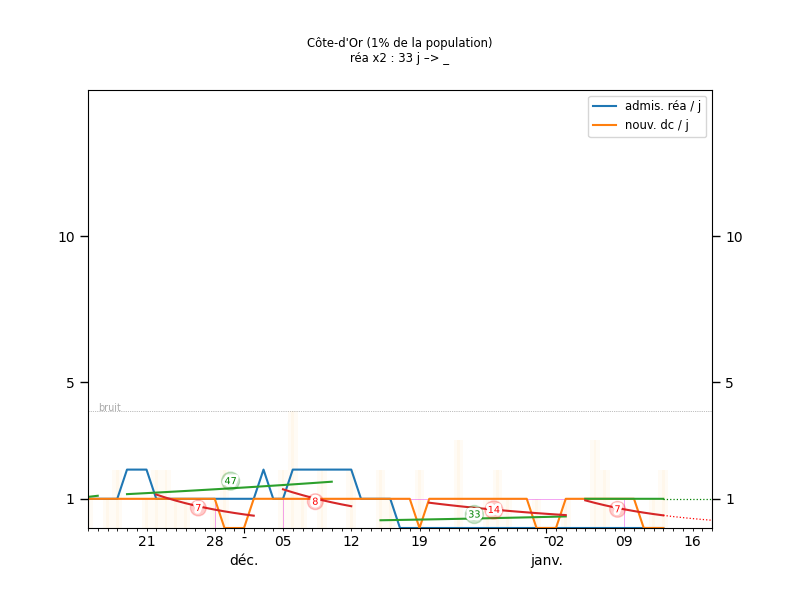 Côte-d'Or (1% de la population)
réa x2 : 33 j –> _
admis. réa / j
nouv. dc / j
10 10
5 5
bruit
47
1 1
7 8 33 14 7
21 28 - 05 12 19 26 -02 09 16
déc. janv.